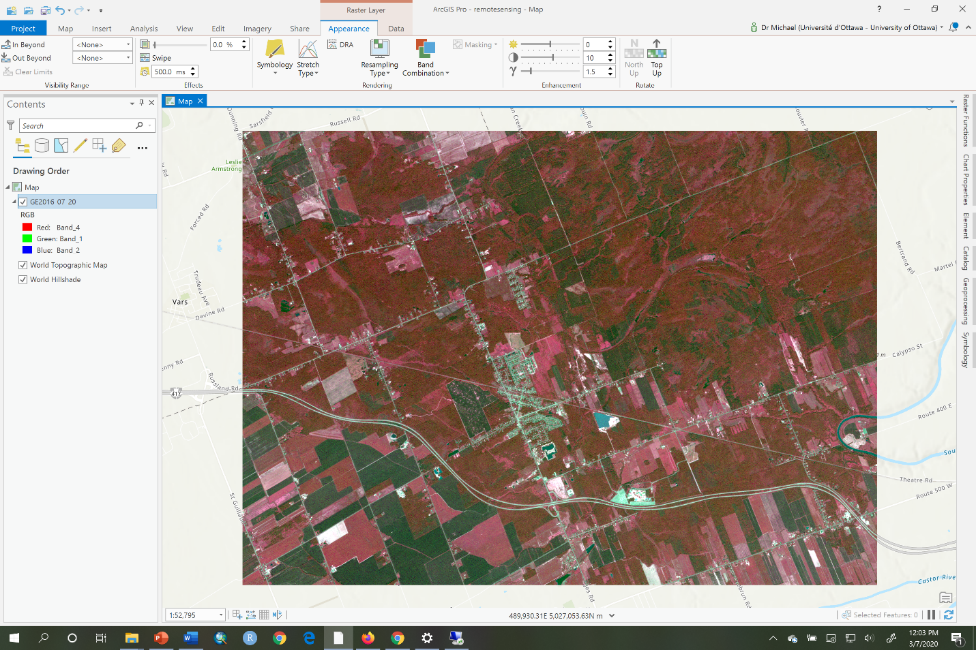 Raster Layer
ArcGIS Pro - remotesensing - Map
?
Project Map Insert Analysis View Edit Imagery Share Appearance Data
Dr Michael (Université d'Ottawa - University of Ottawa)
In Beyond <None>
Out Beyond <None>
Clear Limits
Visibility Range
0.0 %
Swipe
500.0 ms
Effects
Symbology
Stretch Type
DRA
Resampling Type
Band Combination
Masking
Rendering
0
10
1.5
Enhancement
North Up
Top Up
Rotate
Contents
Search
Drawing Order
Map
GE2016 07 20
RGB
Red: Band_4
Green: Band_1
Blue: Band_2
World Topographic Map
World Hillshade
Map
Russell Rd
Leslie
Armstrong
Forced Rd
Vars
Devine Rd
Russland Rd
417
Bertrand Rd
Calypso St
Route 400 E
Theatre Rd
Route 500 W
Castor River
Raster Functions
Chart Properties
Element
Catalog
Geoprocessing
Symbology
1:52,795
489,930.31E 5,027,053.63N m
Selected Features: 0
12:03 PM
3/7/2020